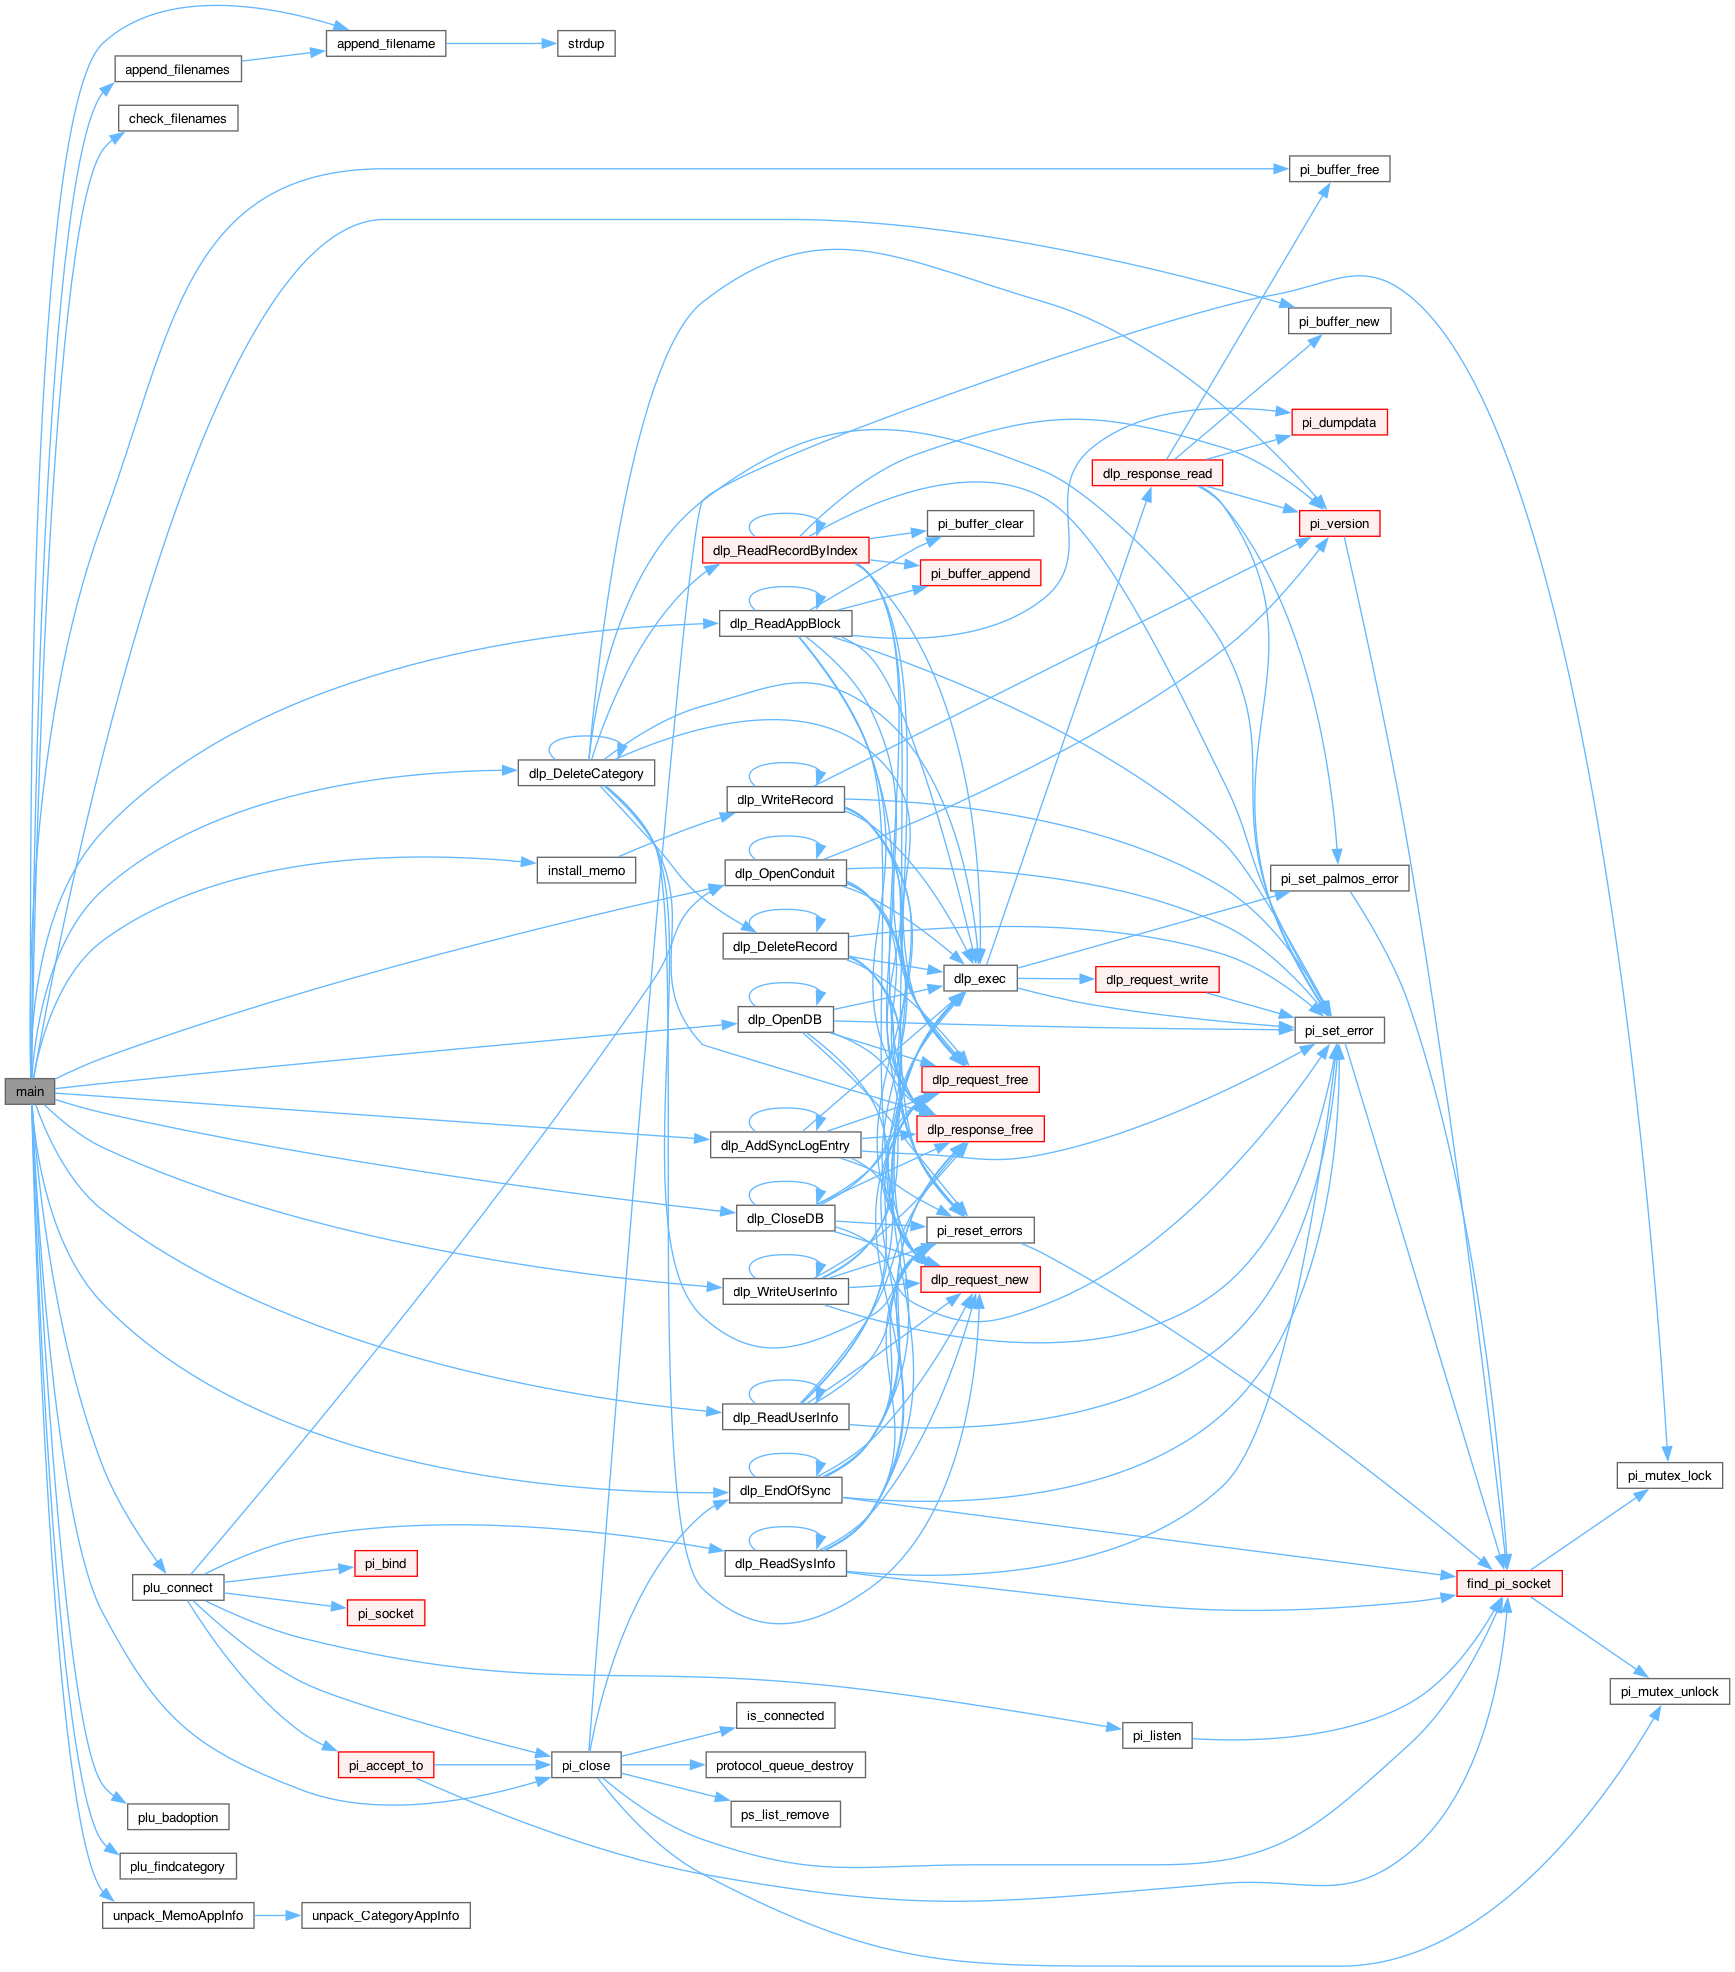 append_filename
strdup
append_filenames
check_filenames
pi_buffer_free
pi_buffer_new
pi_dumpdata
dlp_response_read
pi_version
pi_buffer_clear
dlp_ReadRecordByIndex
pi_buffer_append
dlp_ReadAppBlock
dlp_DeleteCategory
dlp_WriteRecord
install_memo
dlp_OpenConduit
pi_set_palmos_error
dlp_DeleteRecord
dlp_exec
dlp_request_write
dlp_OpenDB
pi_set_error
dlp_request_free
main
dlp_response_free
dlp_AddSyncLogEntry
dlp_CloseDB
pi_reset_errors
dlp_request_new
dlp_WriteUserInfo
dlp_ReadUserInfo
pi_mutex_lock
dlp_EndOfSync
pi_bind
dlp_ReadSysInfo
plu_connect
find_pi_socket
pi_socket
pi_mutex_unlock
is_connected
pi_listen
pi_accept_to
pi_close
protocol_queue_destroy
ps_list_remove
plu_badoption
plu_findcategory
unpack_MemoAppInfo
unpack_CategoryAppInfo